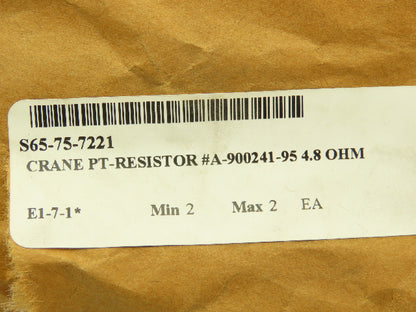 S65-75-7221
CRANE PT-RESISTOR #A-900241-95 4.8 OHM
E1-7-1* Min 2 Max 2 EA